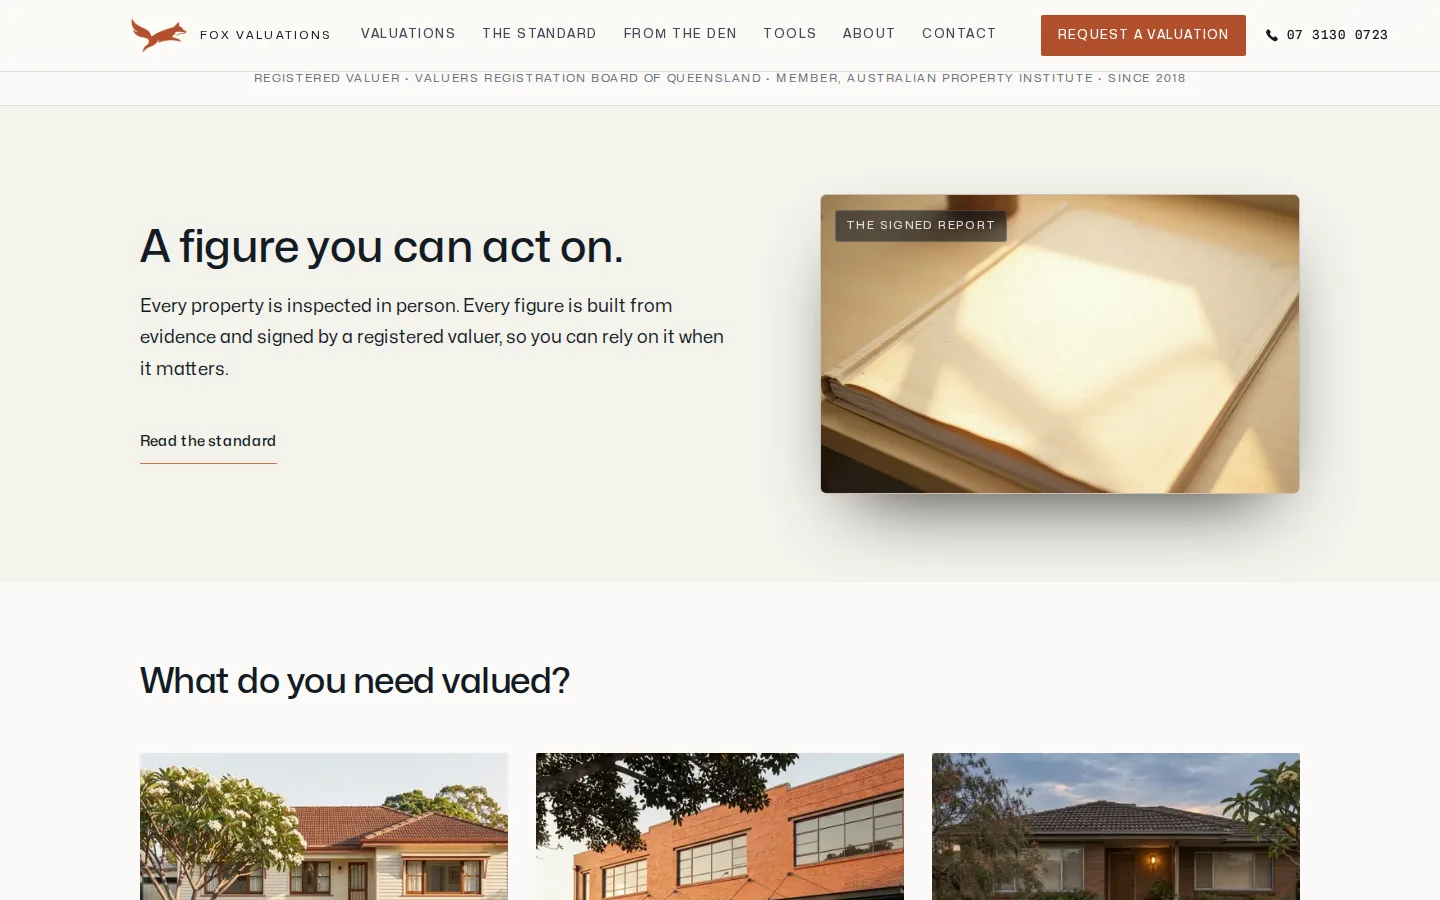 FOX VALUATIONS
VALUATIONS
THE STANDARD
FROM THE DEN
TOOLS
ABOUT
CONTACT
REQUEST A VALUATION
07 3130 0723
REGISTERED VALUER • VALUERS REGISTRATION BOARD OF QUEENSLAND • MEMBER, AUSTRALIAN PROPERTY INSTITUTE • SINCE 2018
A figure you can act on.
Every property is inspected in person. Every figure is built from
evidence and signed by a registered valuer, so you can rely on it when
it matters.
Read the standard
THE SIGNED REPORT
What do you need valued?